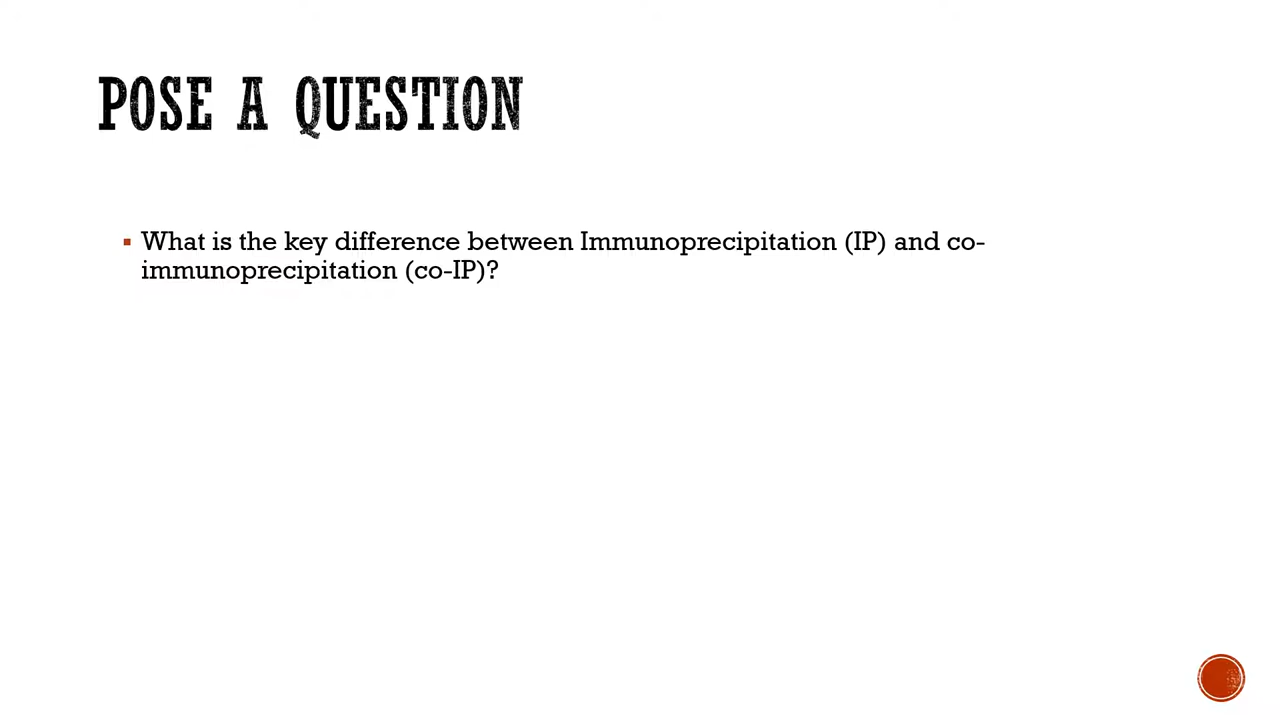 POSE A QUESTION
▪ What is the key difference between Immunoprecipitation (IP) and co-
immunoprecipitation (co-IP)?